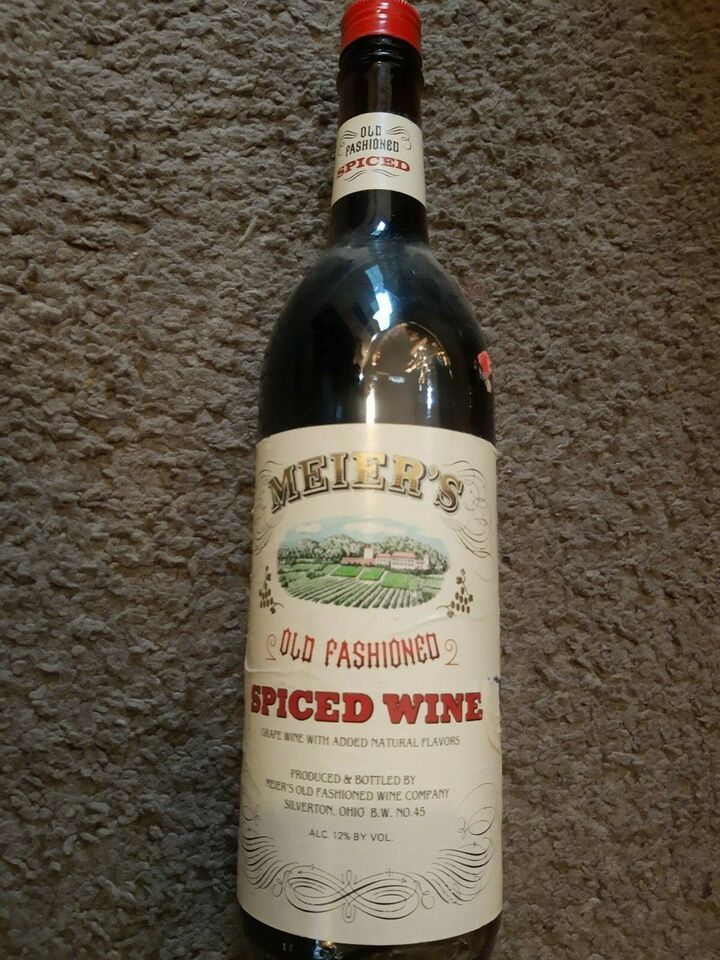 OLD
FASHIONED
SPICED
MEIER'S
OLD FASHIONED
SPICED WINE
GRAPE WINE WITH ADDED NATURAL FLAVORS
PRODUCED & BOTTLED BY
MEIER'S OLD FASHIONED WINE COMPANY
SILVERTON, OHIO B.W. NO. 45
ALC. 12% BY VOL.